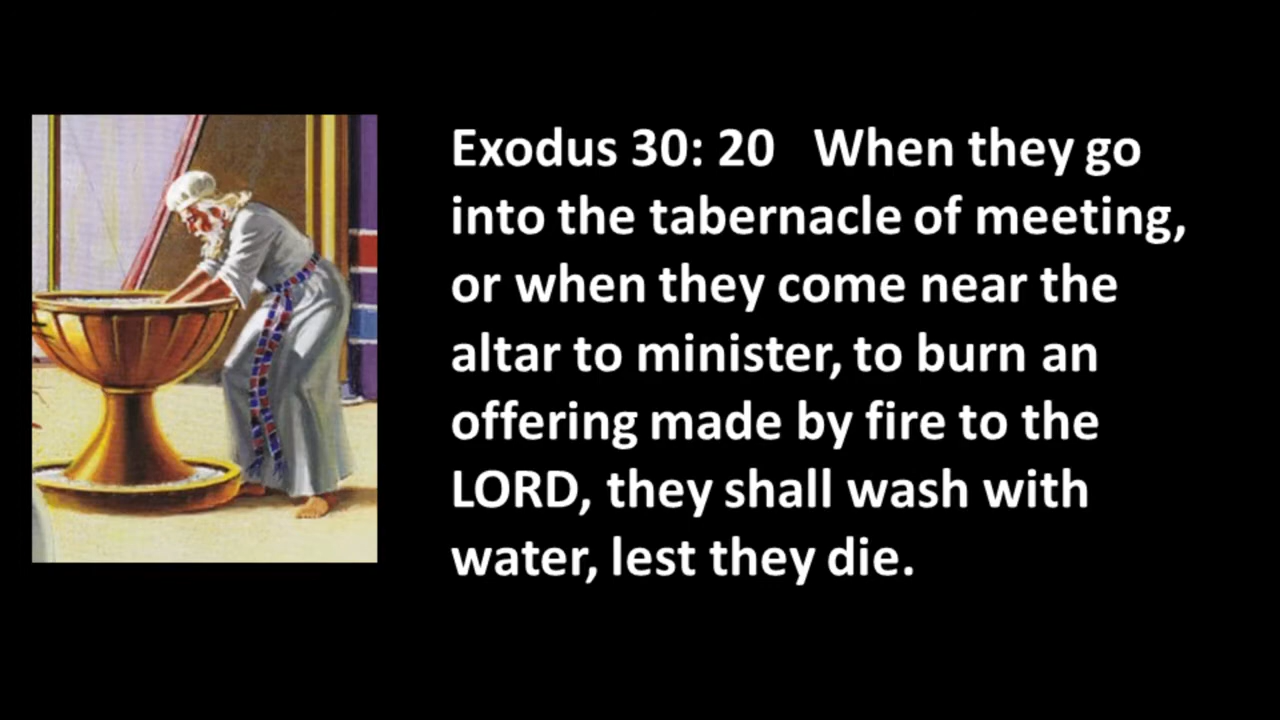 Exodus 30: 20   When they go
into the tabernacle of meeting,
or when they come near the
altar to minister, to burn an
offering made by fire to the
LORD, they shall wash with
water, lest they die.